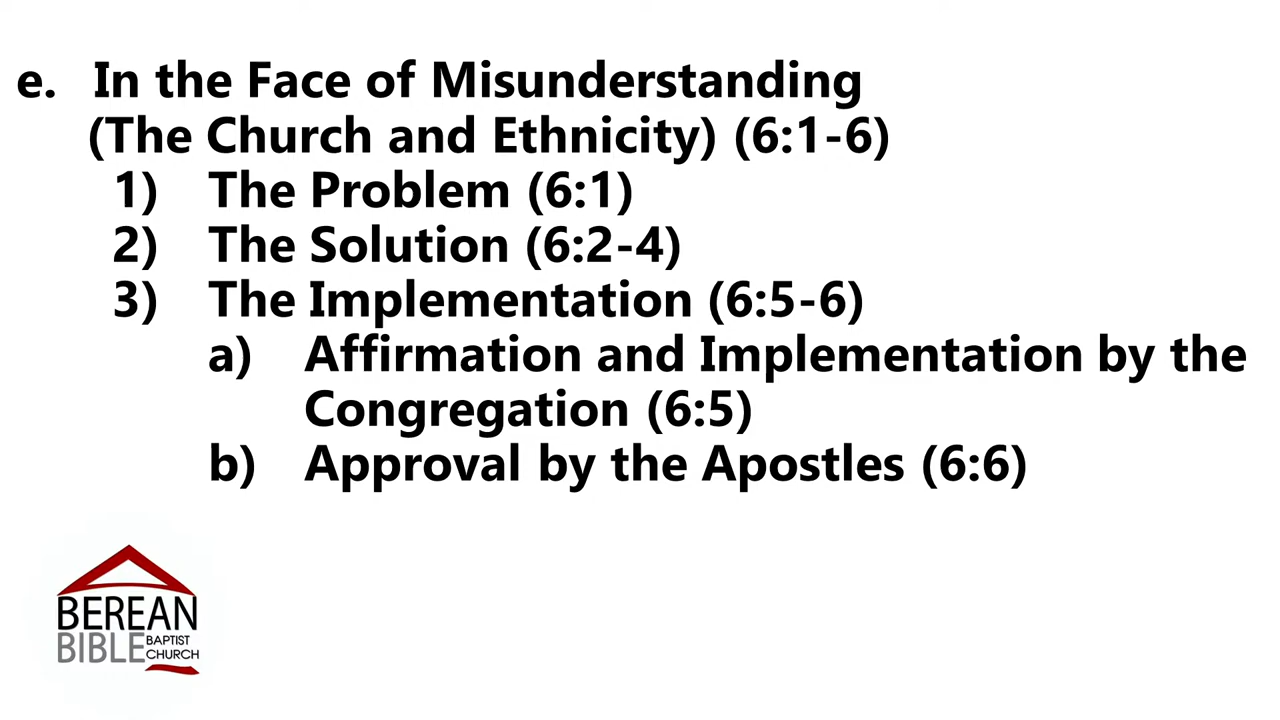 e. In the Face of Misunderstanding
(The Church and Ethnicity) (6:1-6)
1) The Problem (6:1)
2) The Solution (6:2-4)
3) The Implementation (6:5-6)
a) Affirmation and Implementation by the
Congregation (6:5)
b) Approval by the Apostles (6:6)
BEREAN
BIBLE BAPTIST
CHURCH